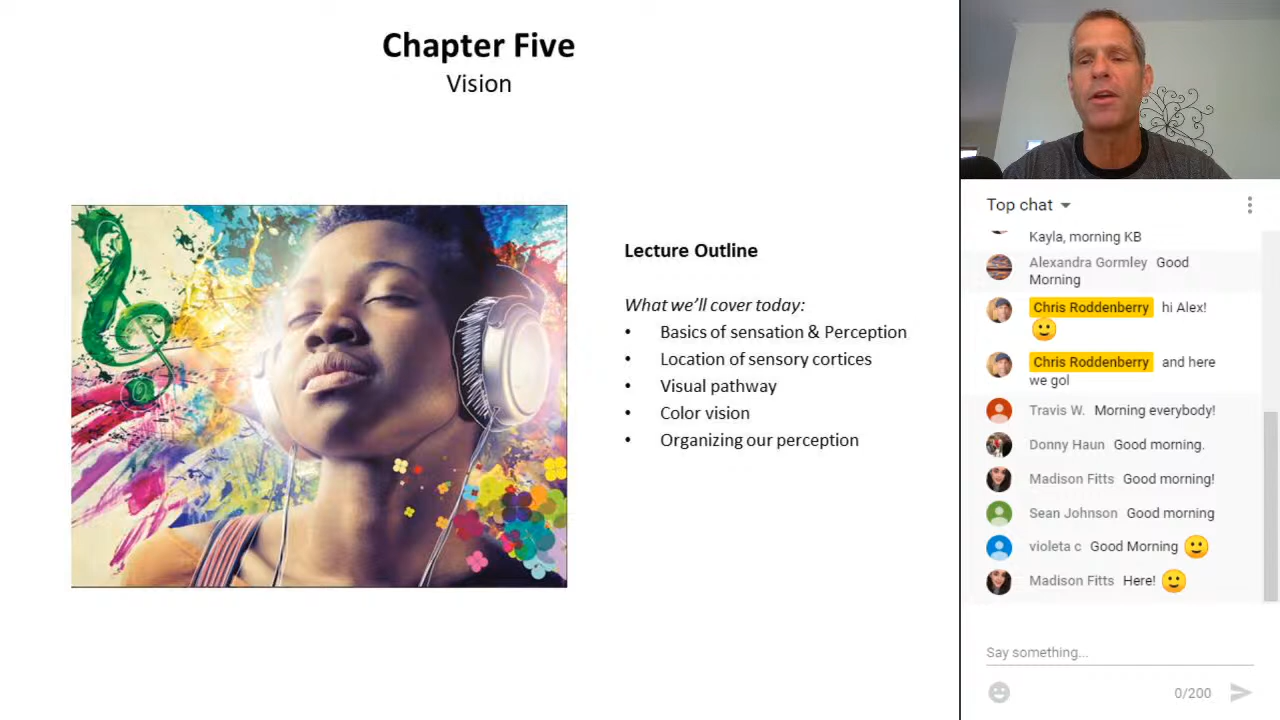 Chapter Five
Vision
Lecture Outline
What we'll cover today:
• Basics of sensation & Perception
• Location of sensory cortices
• Visual pathway
• Color vision
• Organizing our perception
Top chat
Kayla, morning KB
Alexandra Gormley Good
Morning
Chris Roddenberry hi Alex!
Chris Roddenberry and here
we go!
Travis W. Morning everybody!
Donny Haun Good morning.
Madison Fitts Good morning!
Sean Johnson Good morning
violeta c Good Morning
Madison Fitts Here!
Say something...
0/200